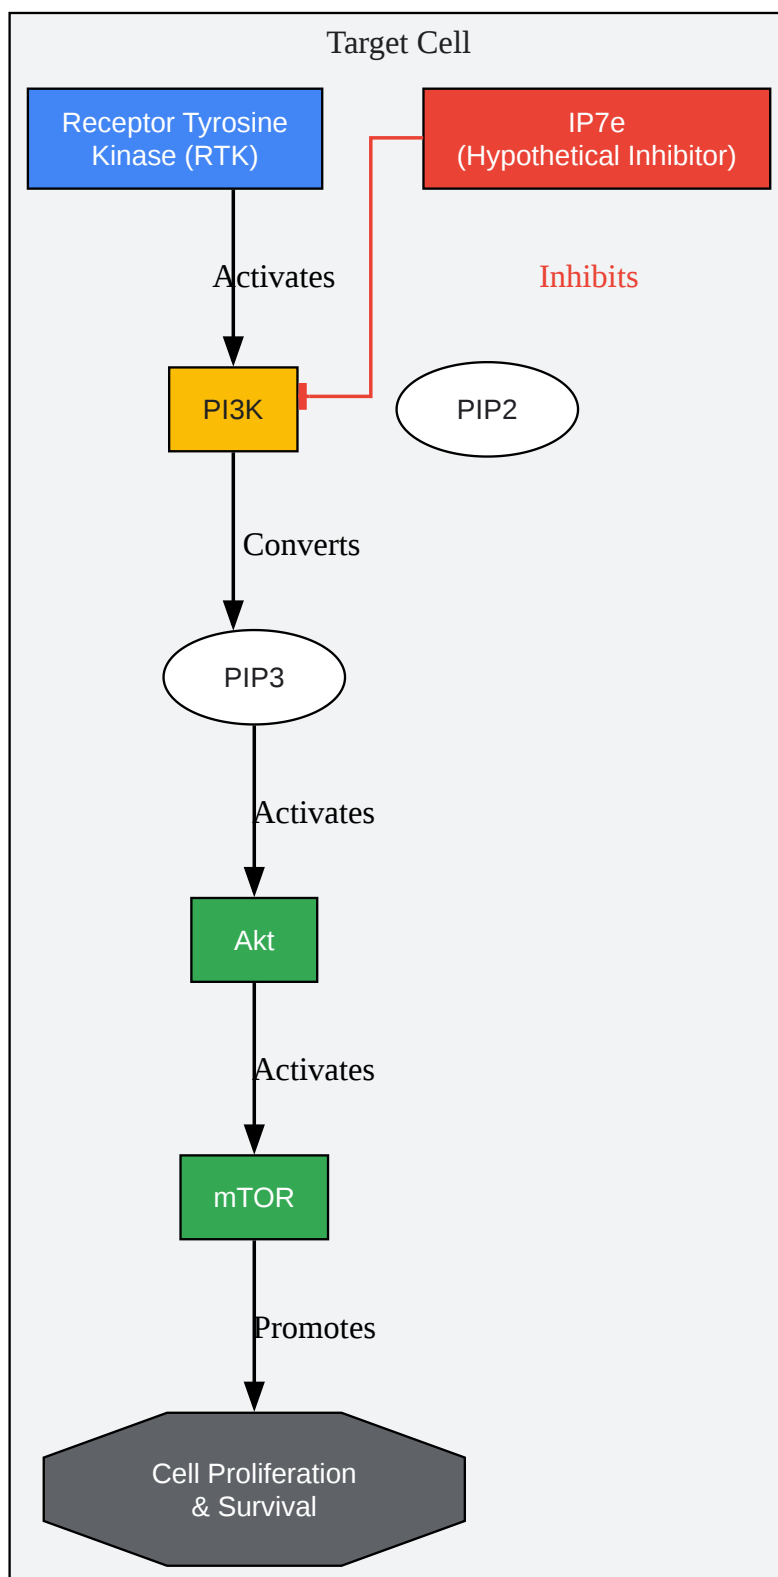 Target Cell
Receptor Tyrosine
Kinase (RTK)
IP7e
(Hypothetical Inhibitor)
Activates
Inhibits
PI3K
PIP2
Converts
PIP3
Activates
Akt
Activates
mTOR
Promotes
Cell Proliferation
& Survival